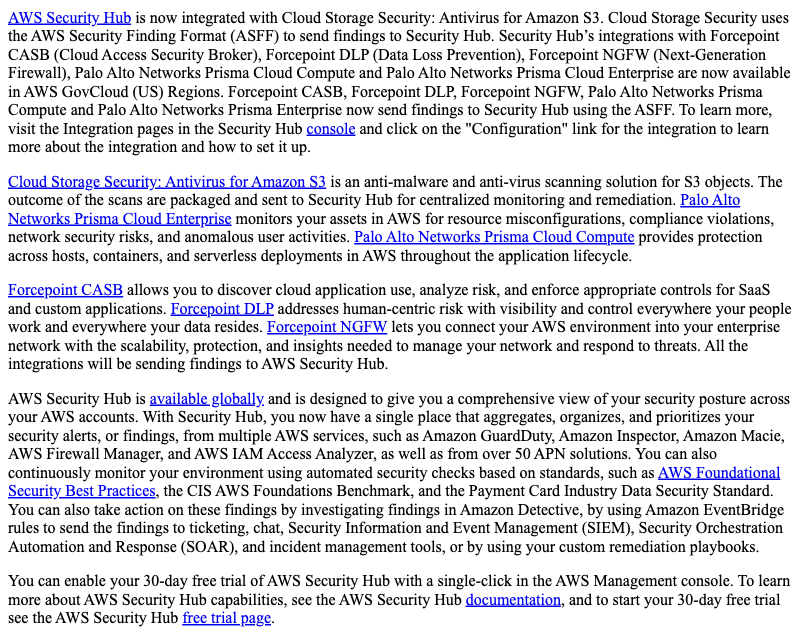 AWS Security Hub is now integrated with Cloud Storage Security: Antivirus for Amazon S3. Cloud Storage Security uses
the AWS Security Finding Format (ASFF) to send findings to Security Hub. Security Hub’s integrations with Forcepoint
CASB (Cloud Access Security Broker), Forcepoint DLP (Data Loss Prevention), Forcepoint NGFW (Next-Generation
Firewall), Palo Alto Networks Prisma Cloud Compute and Palo Alto Networks Prisma Cloud Enterprise are now available
in AWS GovCloud (US) Regions. Forcepoint CASB, Forcepoint DLP, Forcepoint NGFW, Palo Alto Networks Prisma
Compute and Palo Alto Networks Prisma Enterprise now send findings to Security Hub using the ASFF. To learn more,
visit the Integration pages in the Security Hub console and click on the "Configuration" link for the integration to learn
more about the integration and how to set it up.
Cloud Storage Security: Antivirus for Amazon S3 is an anti-malware and anti-virus scanning solution for S3 objects. The
outcome of the scans are packaged and sent to Security Hub for centralized monitoring and remediation. Palo Alto
Networks Prisma Cloud Enterprise monitors your assets in AWS for resource misconfigurations, compliance violations,
network security risks, and anomalous user activities. Palo Alto Networks Prisma Cloud Compute provides protection
across hosts, containers, and serverless deployments in AWS throughout the application lifecycle.
Forcepoint CASB allows you to discover cloud application use, analyze risk, and enforce appropriate controls for SaaS
and custom applications. Forcepoint DLP addresses human-centric risk with visibility and control everywhere your people
work and everywhere your data resides. Forcepoint NGFW lets you connect your AWS environment into your enterprise
network with the scalability, protection, and insights needed to manage your network and respond to threats. All the
integrations will be sending findings to AWS Security Hub.
AWS Security Hub is available globally and is designed to give you a comprehensive view of your security posture across
your AWS accounts. With Security Hub, you now have a single place that aggregates, organizes, and prioritizes your
security alerts, or findings, from multiple AWS services, such as Amazon GuardDuty, Amazon Inspector, Amazon Macie,
AWS Firewall Manager, and AWS IAM Access Analyzer, as well as from over 50 APN solutions. You can also
continuously monitor your environment using automated security checks based on standards, such as AWS Foundational
Security Best Practices, the CIS AWS Foundations Benchmark, and the Payment Card Industry Data Security Standard.
You can also take action on these findings by investigating findings in Amazon Detective, by using Amazon EventBridge
rules to send the findings to ticketing, chat, Security Information and Event Management (SIEM), Security Orchestration
Automation and Response (SOAR), and incident management tools, or by using your custom remediation playbooks.
You can enable your 30-day free trial of AWS Security Hub with a single-click in the AWS Management console. To learn
more about AWS Security Hub capabilities, see the AWS Security Hub documentation, and to start your 30-day free trial
see the AWS Security Hub free trial page.